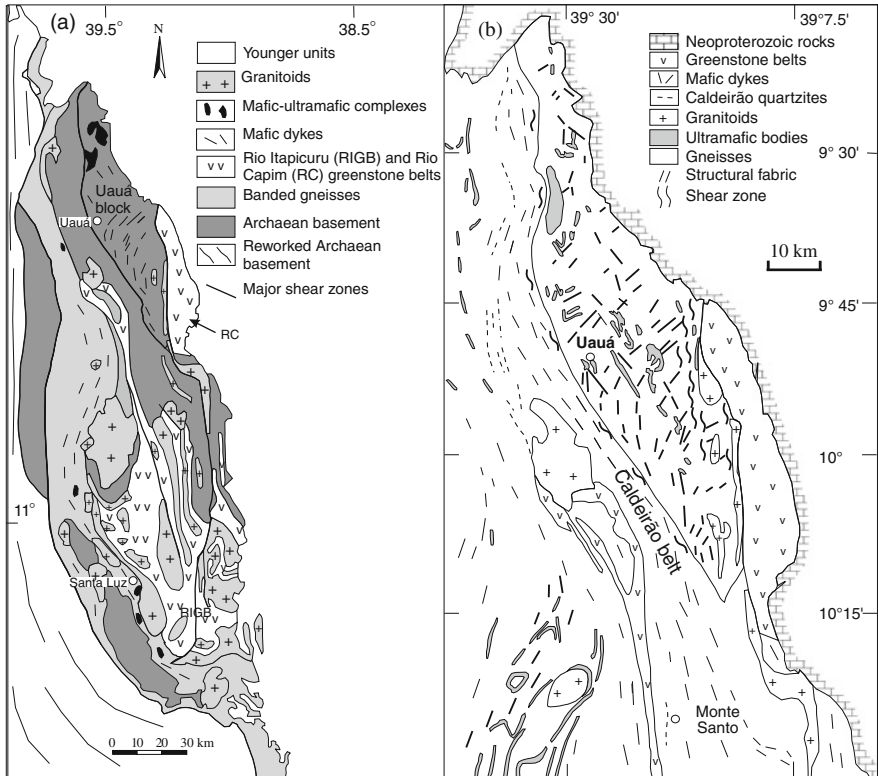 (a)
39.5°
38.5°
N
Younger units
Granitoids
Mafic-ultramafic complexes
Mafic dykes
Rio Itapicuru (RIGB) and Rio
Capim (RC) greenstone belts
Banded gneisses
Archaean basement
Reworked Archaean
basement
Major shear zones
RC
Uauá
block
Uauá
11°
Santa Luz
RIGB
0 10 20 30 km
(b)
39° 30'
39° 7.5'
Neoproterozoic rocks
Greenstone belts
Mafic dykes
Caldeirão quartzites
Granitoids
Ultramafic bodies
Gneisses
Structural fabric
Shear zone
9° 30'
10 km
9° 45'
Uauá
10°
Caldeirão belt
10° 15'
Monte
Santo